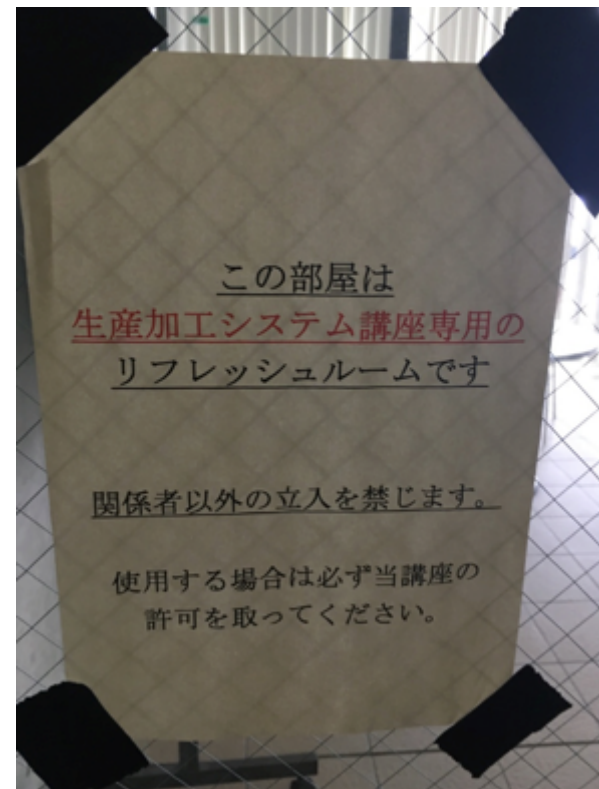 この部屋は
生産加工システム講座専用の
リフレッシュルームです
関係者以外の立入を禁じます。
使用する場合は必ず当講座の
許可を取ってください。